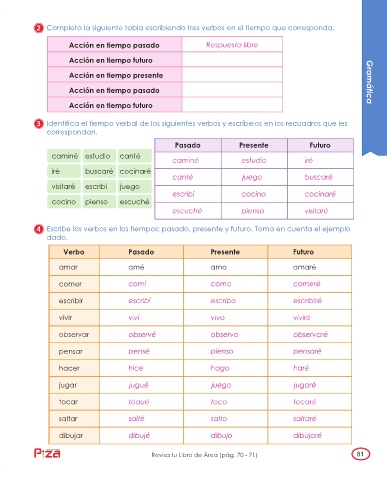 2 Completo la siguiente tabla escribiendo tres verbos en el tiempo que corresponda.
Acción en tiempo pasado Respuesta libre
Acción en tiempo futuro
Acción en tiempo presente
Acción en tiempo pasado
Acción en tiempo futuro
Gramática
3 Identifica el tiempo verbal de los siguientes verbos y escríbelos en los recuadros que les
correspondan.
caminé estudio canté
iré buscaré cocinaré
visitaré escribí juego
cocino pienso escuché
Pasado Presente Futuro
caminé estudio iré
canté juego buscaré
escribí cocino cocinaré
escuché pienso visitaré
4 Escribe los verbos en los tiempos: pasado, presente y futuro. Toma en cuenta el ejemplo
dado.
Verbo Pasado Presente Futuro
amar amé amo amaré
comer comí como comeré
escribir escribí escribo escribiré
vivir viví vivo viviré
observar observé observo observaré
pensar pensé pienso pensaré
hacer hice hago haré
jugar jugué juego jugaré
tocar toqué toco tocaré
saltar salté salto saltaré
dibujar dibujé dibujo dibujaré
Revisa tu Libro de Área (pág. 70 - 71)
81